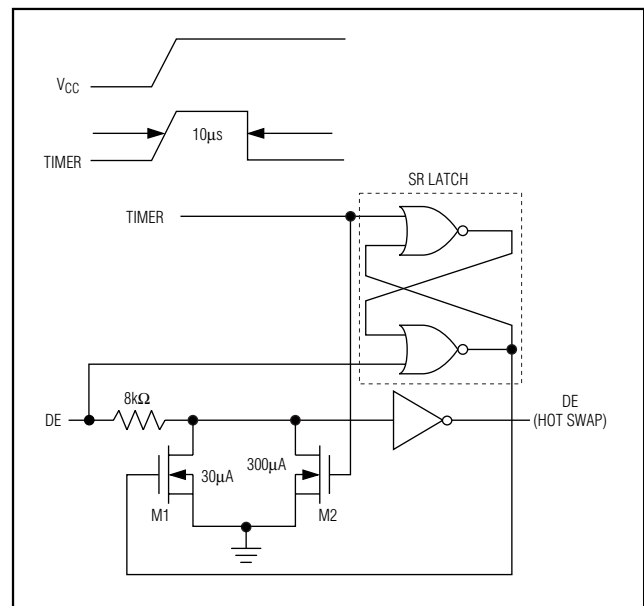 VCC
10µs
TIMER
SR LATCH
TIMER
8kΩ
DE
DE
(HOT SWAP)
30µA
300µA
M1
M2